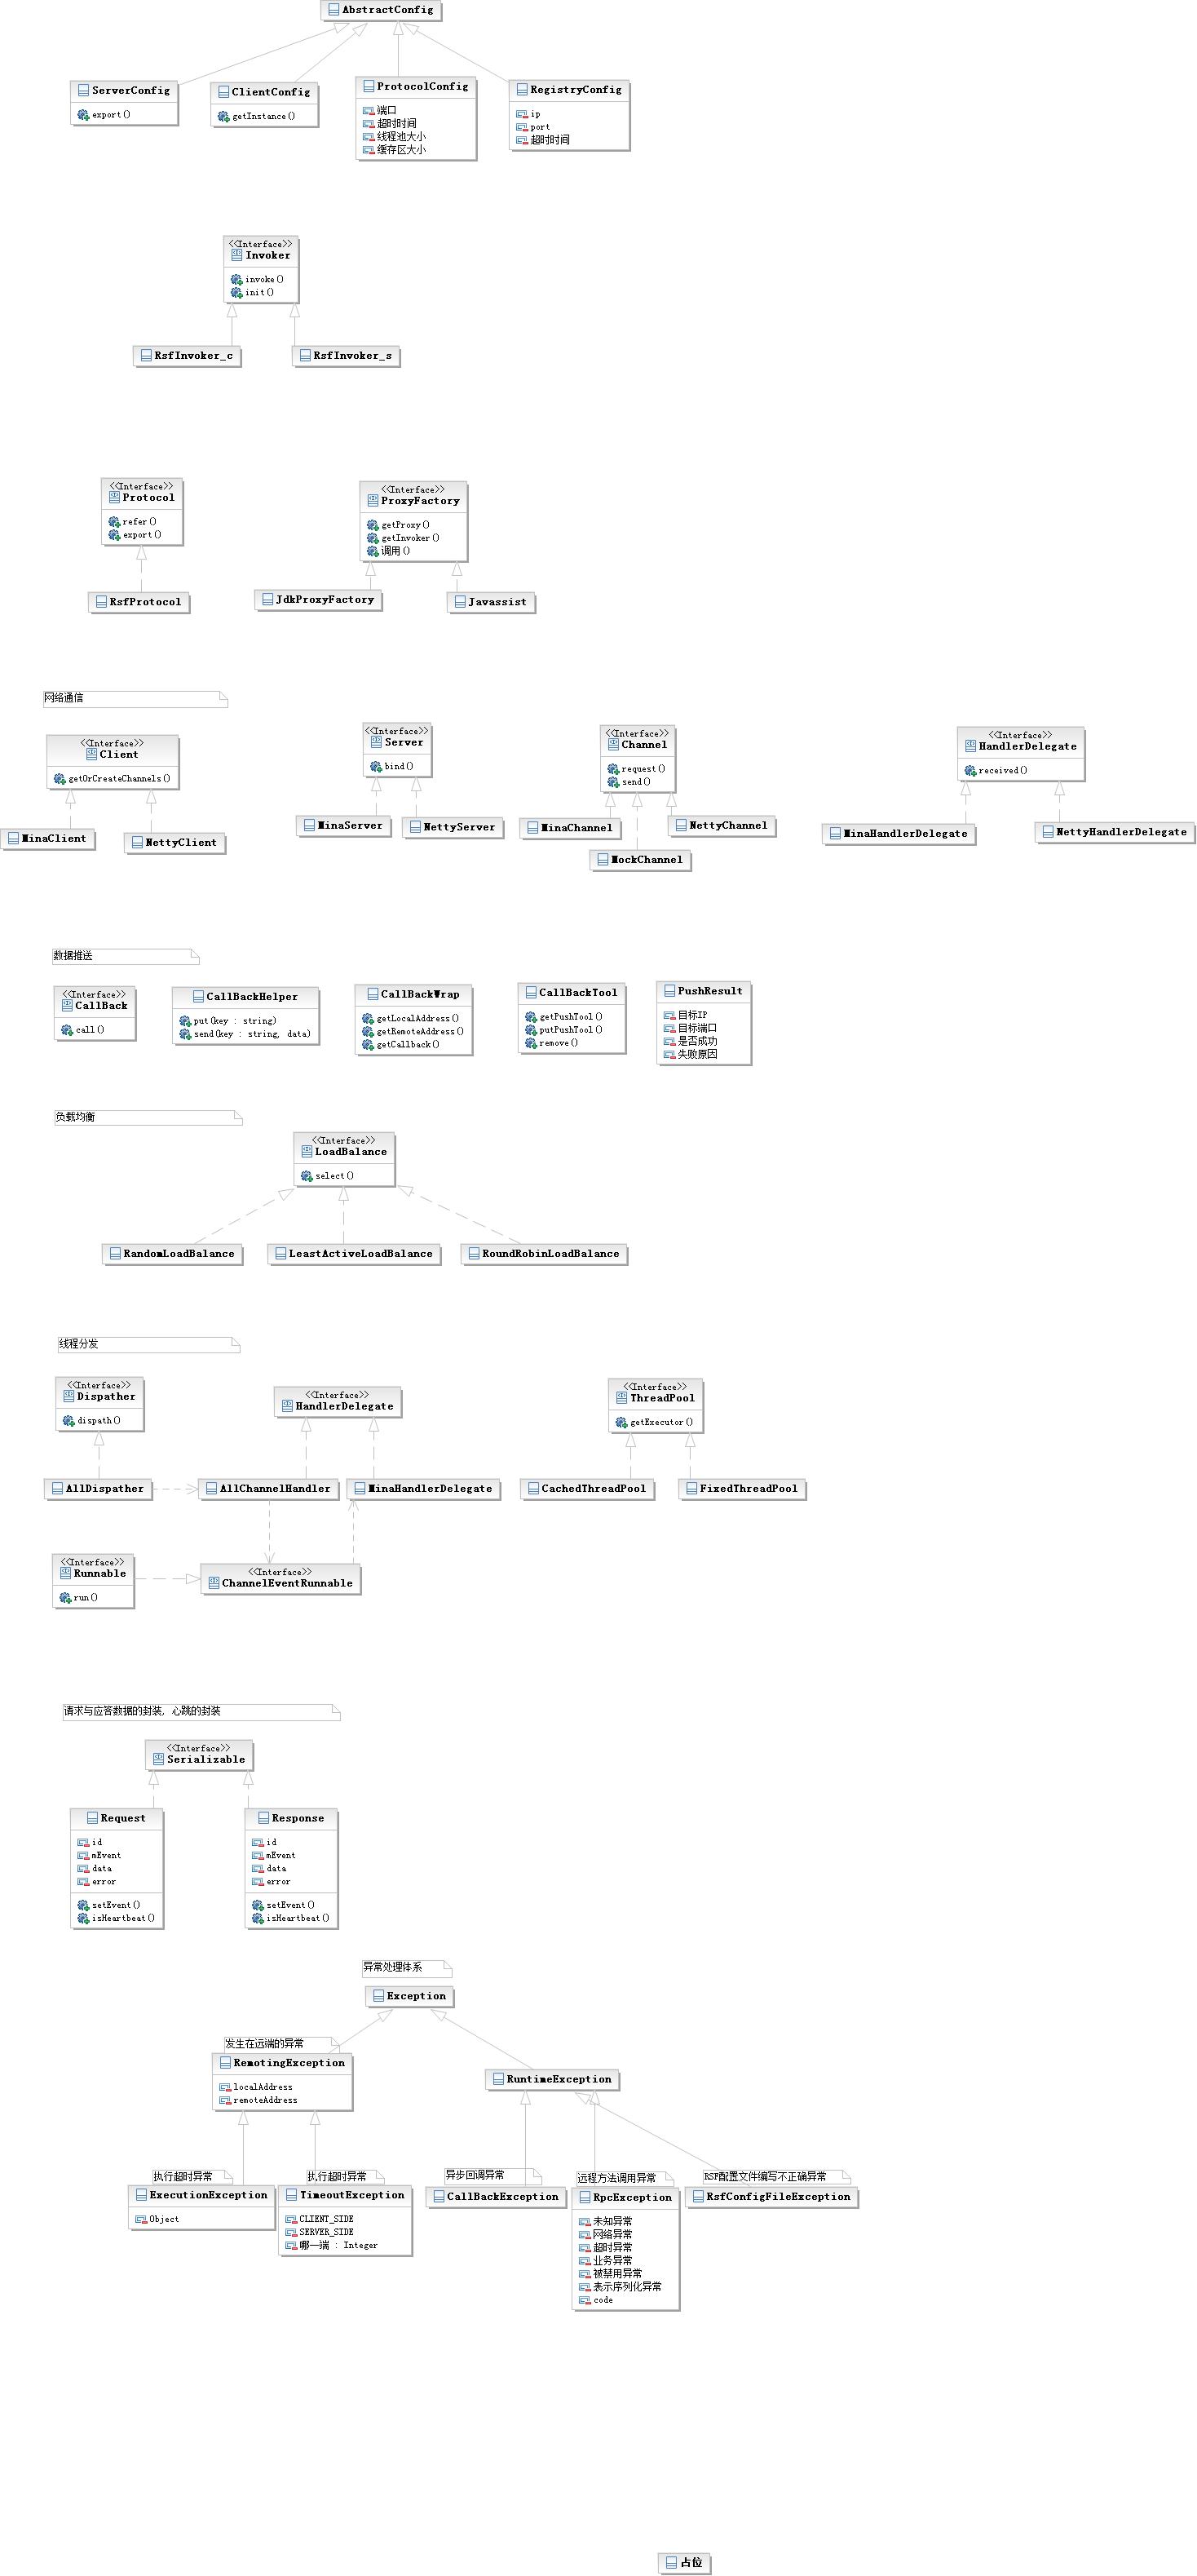 AbstractConfig
ServerConfig
export()
ClientConfig
getInstance()
ProtocolConfig
端口
超时时间
线程池大小
缓存区大小
RegistryConfig
ip
port
超时时间
<<Interface>>
Invoker
invoke()
init()
RsfInvoker_c
RsfInvoker_s
<<Interface>>
Protocol
refer()
export()
RsfProtocol
<<Interface>>
ProxyFactory
getProxy()
getInvoker()
调用()
JdkProxyFactory
Javassist
网络通信
<<Interface>>
Client
getOrCreateChannels()
MinaClient
NettyClient
<<Interface>>
Server
bind()
MinaServer
NettyServer
<<Interface>>
Channel
request()
send()
MinaChannel
NettyChannel
MockChannel
<<Interface>>
HandlerDelegate
received()
MinaHandlerDelegate
NettyHandlerDelegate
数据推送
<<Interface>>
CallBack
call()
CallBackHelper
put(key : string)
send(key : string, data)
CallBackWrap
getLocalAddress()
getRemoteAddress()
getCallback()
CallBackTool
getPushTool()
putPushTool()
remove()
PushResult
目标IP
目标端口
是否成功
失败原因
负载均衡
<<Interface>>
LoadBalance
select()
RandomLoadBalance
LeastActiveLoadBalance
RoundRobinLoadBalance
线程分发
<<Interface>>
Dispather
dispath()
<<Interface>>
HandlerDelegate
<<Interface>>
ThreadPool
getExecutor()
AllDispather
AllChannelHandler
MinaHandlerDelegate
CachedThreadPool
FixedThreadPool
<<Interface>>
Runnable
run()
<<Interface>>
ChannelEventRunnable
请求与应答数据的封装, 心跳的封装
<<Interface>>
Serializable
Request
id
mEvent
data
error
setEvent()
isHeartbeat()
Response
id
mEvent
data
error
setEvent()
isHeartbeat()
异常处理体系
Exception
发生在远端的异常
RemotingException
localAddress
remoteAddress
RuntimeException
执行超时异常
ExecutionException
Object
执行超时异常
TimeoutException
CLIENT_SIDE
SERVER_SIDE
哪一端 : Integer
异步回调异常
CallBackException
远程方法调用异常
RpcException
未知异常
网络异常
超时异常
业务异常
被禁用异常
表示序列化异常
code
RSF配置文件编写不正确异常
RsfConfigFileException
占位